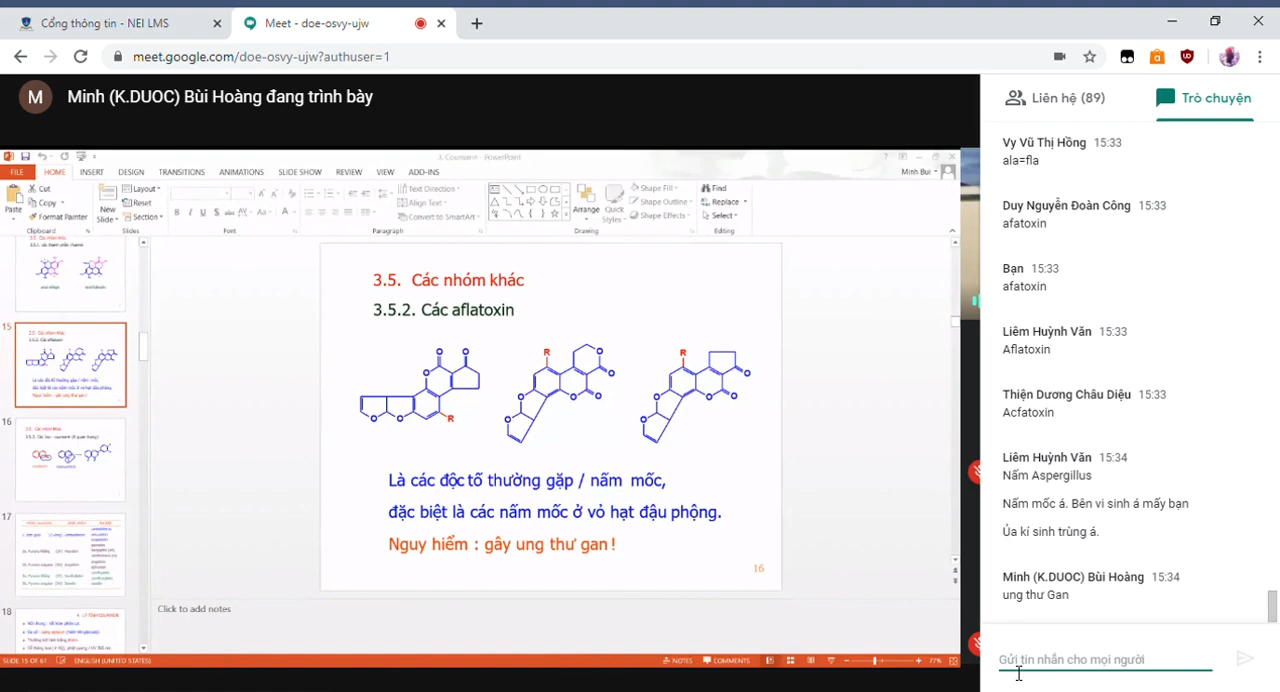 Cổng thông tin - NEI LMS
Meet - doe-osvy-ujw
meet.google.com/doe-osvy-ujw?authuser=1
M
Minh (K.DUOC) Bùi Hoàng đang trình bày
Liên hệ (89)
Trò chuyện
3. Coumarin - PowerPoint
FILE HOME INSERT DESIGN TRANSITIONS ANIMATIONS SLIDE SHOW REVIEW VIEW ADD-INS
Minh Bui
Cut
Copy
Format Painter
Paste
Clipboard
New
Slide
Layout
Reset
Section
Slides
Font
Text Direction
Align Text
Convert to SmartArt
Paragraph
Arrange
Quick
Styles
Shape Fill
Shape Outline
Shape Effects
Drawing
Find
Replace
Select
Editing
15
16
17
18
3.5. Các nhóm khác
3.5.2. Các aflatoxin
O O O O O R
R O O O O O
R O O O O O
Là các độc tố thường gặp / nấm mốc,
đặc biệt là các nấm mốc ở vỏ hạt đậu phộng.
Nguy hiểm : gây ung thư gan !
16
Click to add notes
SLIDE 15 OF 61
ENGLISH (UNITED STATES)
NOTES
COMMENTS
77%
Vy Vũ Thị Hồng 15:33
ala=fla
Duy Nguyễn Đoàn Công 15:33
afatoxin
Bạn 15:33
afatoxin
Liêm Huỳnh Văn 15:33
Aflatoxin
Thiện Dương Châu Diệu 15:33
Acfatoxin
Liêm Huỳnh Văn 15:34
Nấm Aspergillus
Nấm mốc á. Bên vi sinh á mấy bạn
Ủa kí sinh trùng á.
Minh (K.DUOC) Bùi Hoàng 15:34
ung thư Gan
Gửi tin nhắn cho mọi người